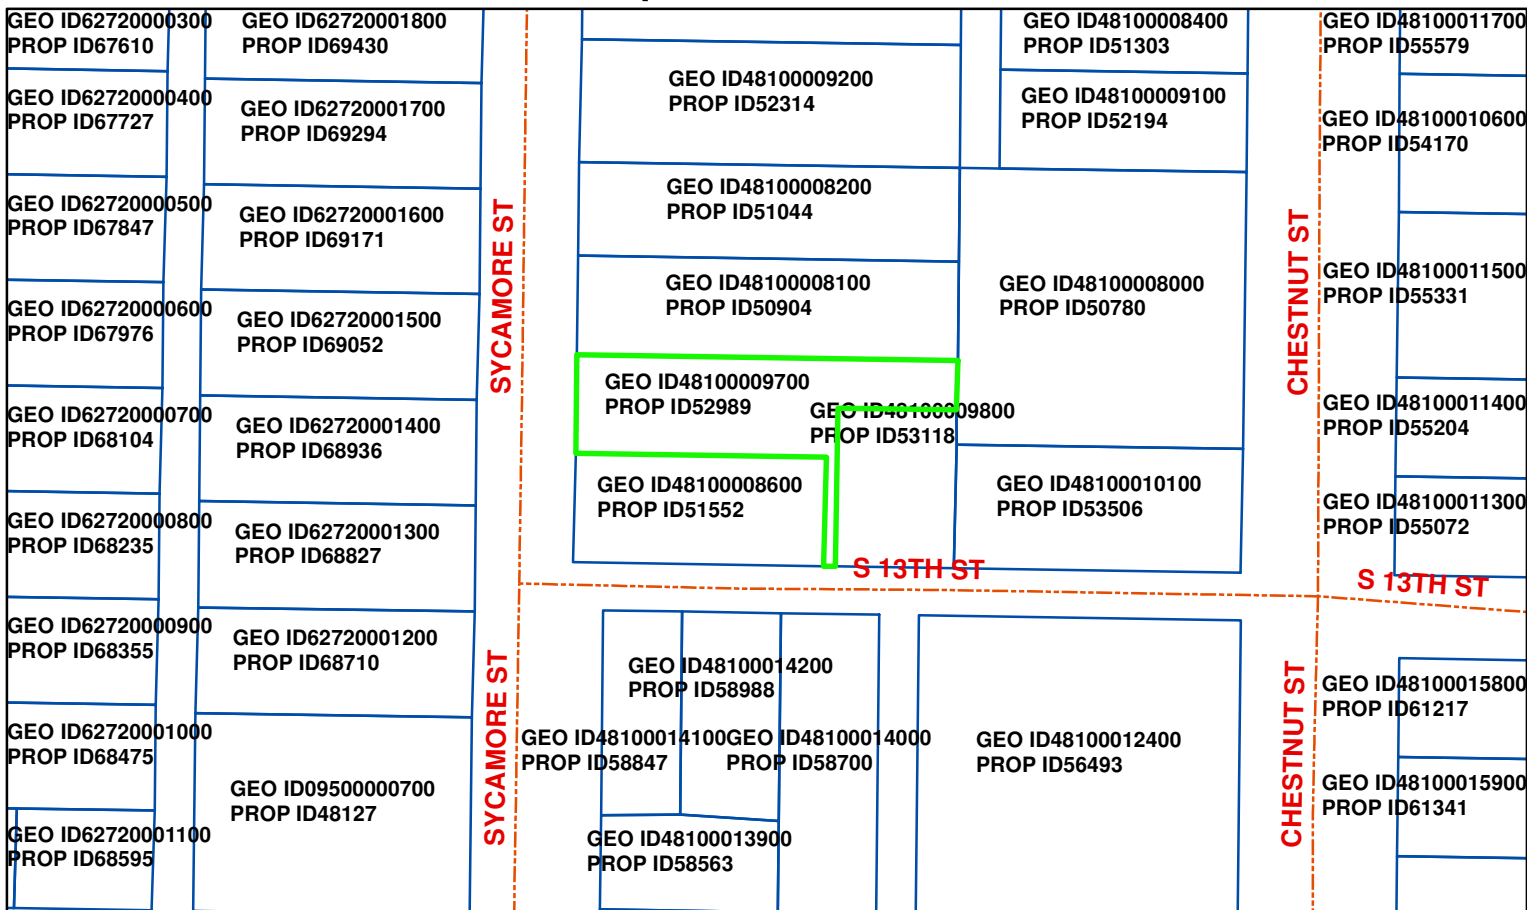 GEO ID62720000300
PROP ID67610
GEO ID62720001800
PROP ID69430
GEO ID48100008400
PROP ID51303
GEO ID48100011700
PROP ID55579
GEO ID62720000400
PROP ID67727
GEO ID62720001700
PROP ID69294
GEO ID48100009200
PROP ID52314
GEO ID48100009100
PROP ID52194
GEO ID48100010600
PROP ID54170
GEO ID62720000500
PROP ID67847
GEO ID62720001600
PROP ID69171
SYCAMORE ST
GEO ID48100008200
PROP ID51044
CHESTNUT ST
GEO ID62720000600
PROP ID67976
GEO ID62720001500
PROP ID69052
GEO ID48100008100
PROP ID50904
GEO ID48100008000
PROP ID50780
GEO ID48100011500
PROP ID55331
GEO ID62720000700
PROP ID68104
GEO ID62720001400
PROP ID68936
GEO ID48100009700
PROP ID52989
GEO ID48100009800
PROP ID53118
GEO ID48100011400
PROP ID55204
GEO ID62720000800
PROP ID68235
GEO ID62720001300
PROP ID68827
GEO ID48100008600
PROP ID51552
GEO ID48100010100
PROP ID53506
GEO ID48100011300
PROP ID55072
S 13TH ST
S 13TH ST
GEO ID62720000900
PROP ID68355
GEO ID62720001200
PROP ID68710
SYCAMORE ST
GEO ID48100014200
PROP ID58988
CHESTNUT ST
GEO ID48100015800
PROP ID61217
GEO ID62720001000
PROP ID68475
GEO ID09500000700
PROP ID48127
GEO ID48100014100
PROP ID58847
GEO ID48100014000
PROP ID58700
GEO ID48100012400
PROP ID56493
GEO ID48100015900
PROP ID61341
GEO ID62720001100
PROP ID68595
GEO ID48100013900
PROP ID58563